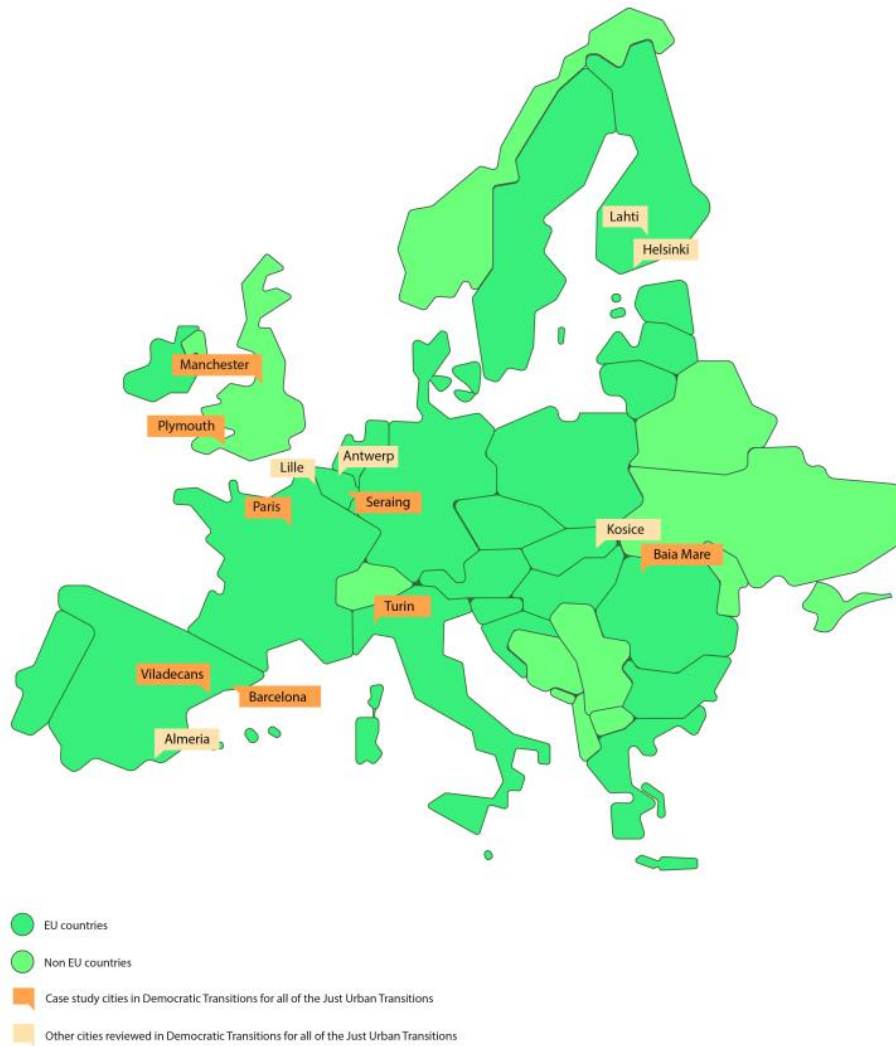 Lahti
Helsinki
Manchester
Plymouth
Antwerp
Lille
Seraing
Paris
Kosice
Baia Mare
Turin
Viladecans
Barcelona
Almeria
EU countries
Non EU countries
Case study cities in Democratic Transitions for all of the Just Urban Transitions
Other cities reviewed in Democratic Transitions for all of the Just Urban Transitions